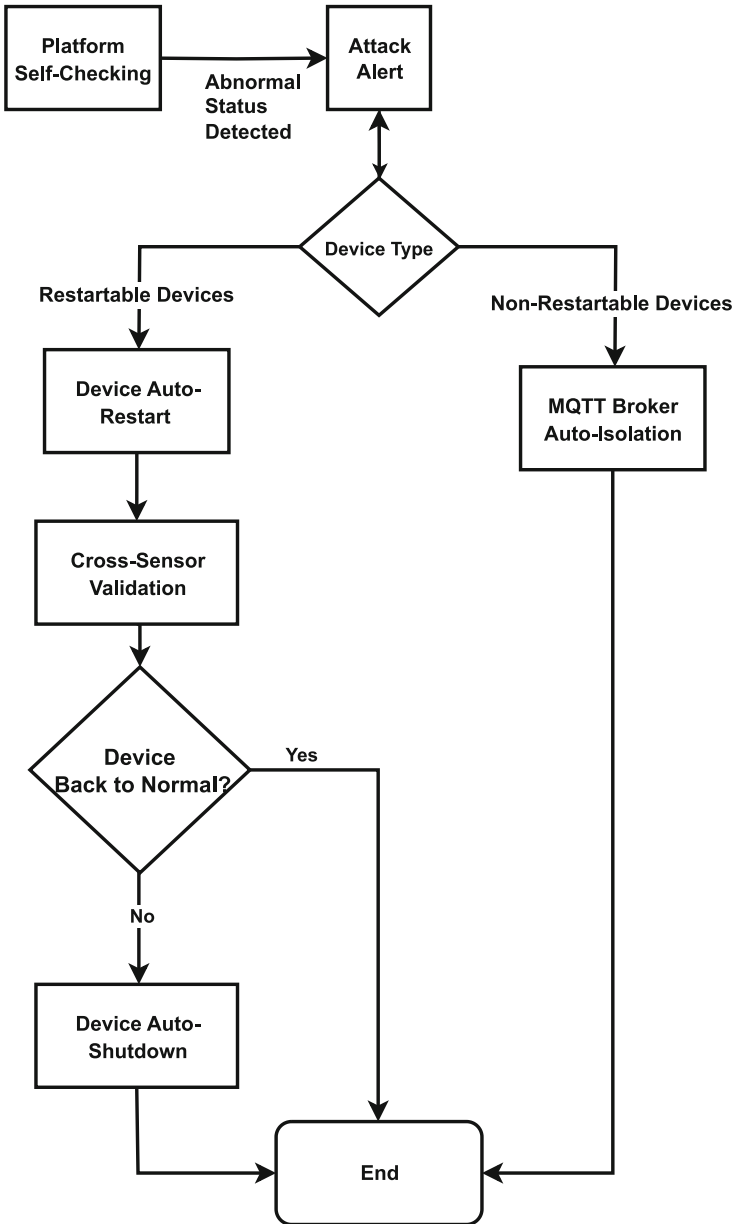 Platform
Self-Checking
Attack
Alert
Abnormal
Status
Detected
Device Type
Restartable Devices
Non-Restartable Devices
Device Auto-
Restart
MQTT Broker
Auto-Isolation
Cross-Sensor
Validation
Device
Back to Normal?
Yes
No
Device Auto-
Shutdown
End